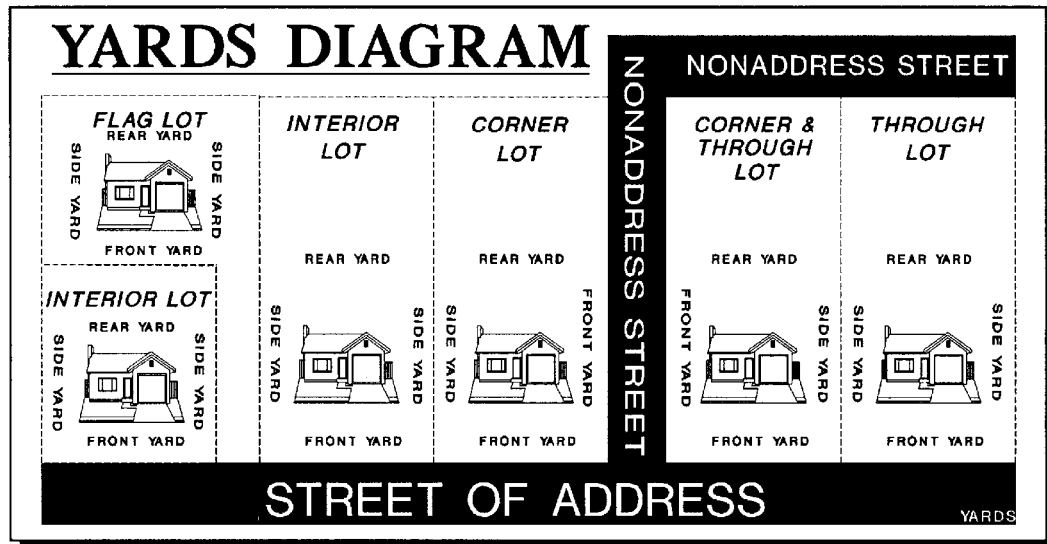 YARDS DIAGRAM
NONADDRESS STREET
NONADDRESS STREET
FLAG LOT
REAR YARD
SIDE YARD
SIDE YARD
FRONT YARD
INTERIOR LOT
REAR YARD
SIDE YARD
SIDE YARD
FRONT YARD
INTERIOR
LOT
REAR YARD
SIDE YARD
SIDE YARD
FRONT YARD
CORNER
LOT
REAR YARD
SIDE YARD
FRONT YARD
FRONT YARD
CORNER &
THROUGH
LOT
REAR YARD
FRONT YARD
SIDE YARD
FRONT YARD
THROUGH
LOT
REAR YARD
SIDE YARD
FRONT YARD
STREET OF ADDRESS
YARDS